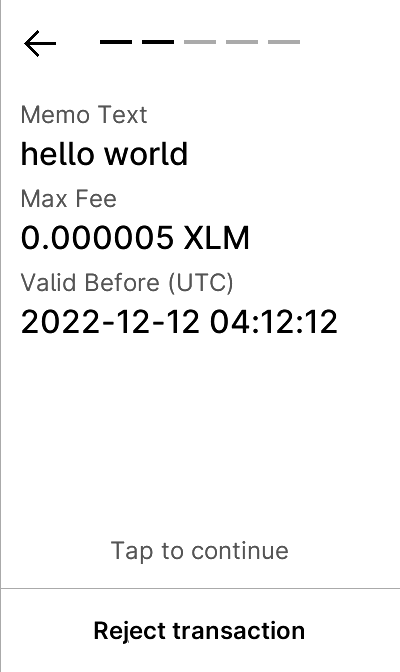 Memo Text
hello world
Max Fee
0.000005 XLM
Valid Before (UTC)
2022-12-12 04:12:12
Tap to continue
Reject transaction